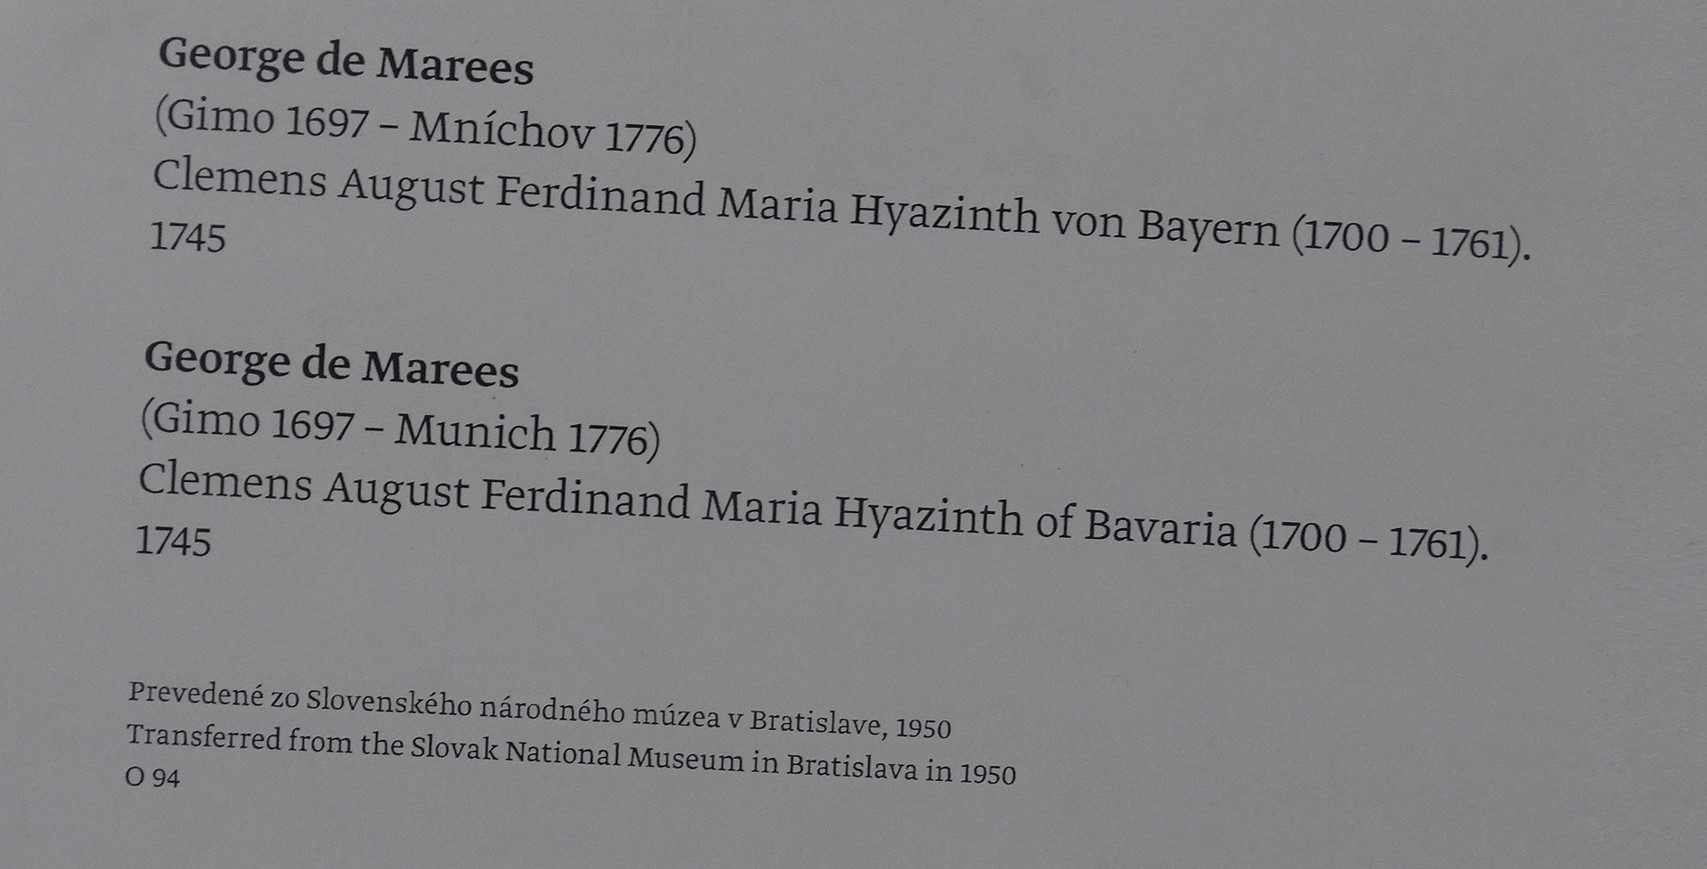 George de Marees
(Gimo 1697 – Mníchov 1776)
Clemens August Ferdinand Maria Hyazinth von Bayern (1700 – 1761).
1745
George de Marees
(Gimo 1697 – Munich 1776)
Clemens August Ferdinand Maria Hyazinth of Bavaria (1700 – 1761).
1745
Prevedené zo Slovenského národného múzea v Bratislave, 1950
Transferred from the Slovak National Museum in Bratislava in 1950
O 94